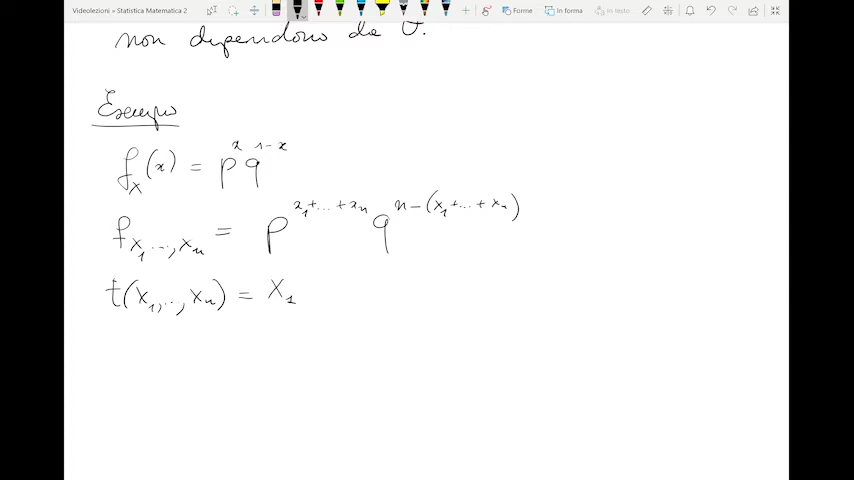 Videolezioni » Statistica Matematica 2
Forme
In forma
In testo
non dipendono da θ.
Esempio
f_X(x) = p^x q^{1-x}
f_{X_1,...,X_n} = p^{x_1+...+x_n} q^{n-(x_1+...+x_n)}
t(X_1,...,X_n) = X_1